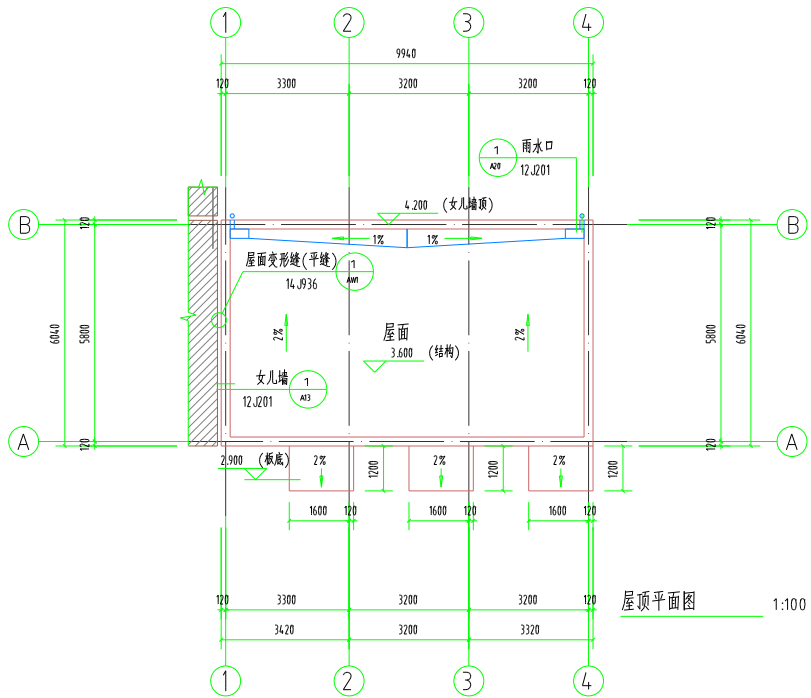 1 2 3 4
9940
120 3300 3200 3200 120
1 雨水口
A20 12J201
4.200 (女儿墙顶)
B 120 120 B
1% 1%
屋面变形缝(平缝) 1
14J936 AW1
6040 5800 2% 屋面 2% 5800 6040
3.600 (结构)
女儿墙 1
12J201 A13
A 120 120 A
2.900 (板底) 2% 1200 2% 1200 2% 1200
1600 120 1600 120 1600 120
120 3300 3200 3200 120
屋顶平面图 1:100
3420 3200 3320
1 2 3 4